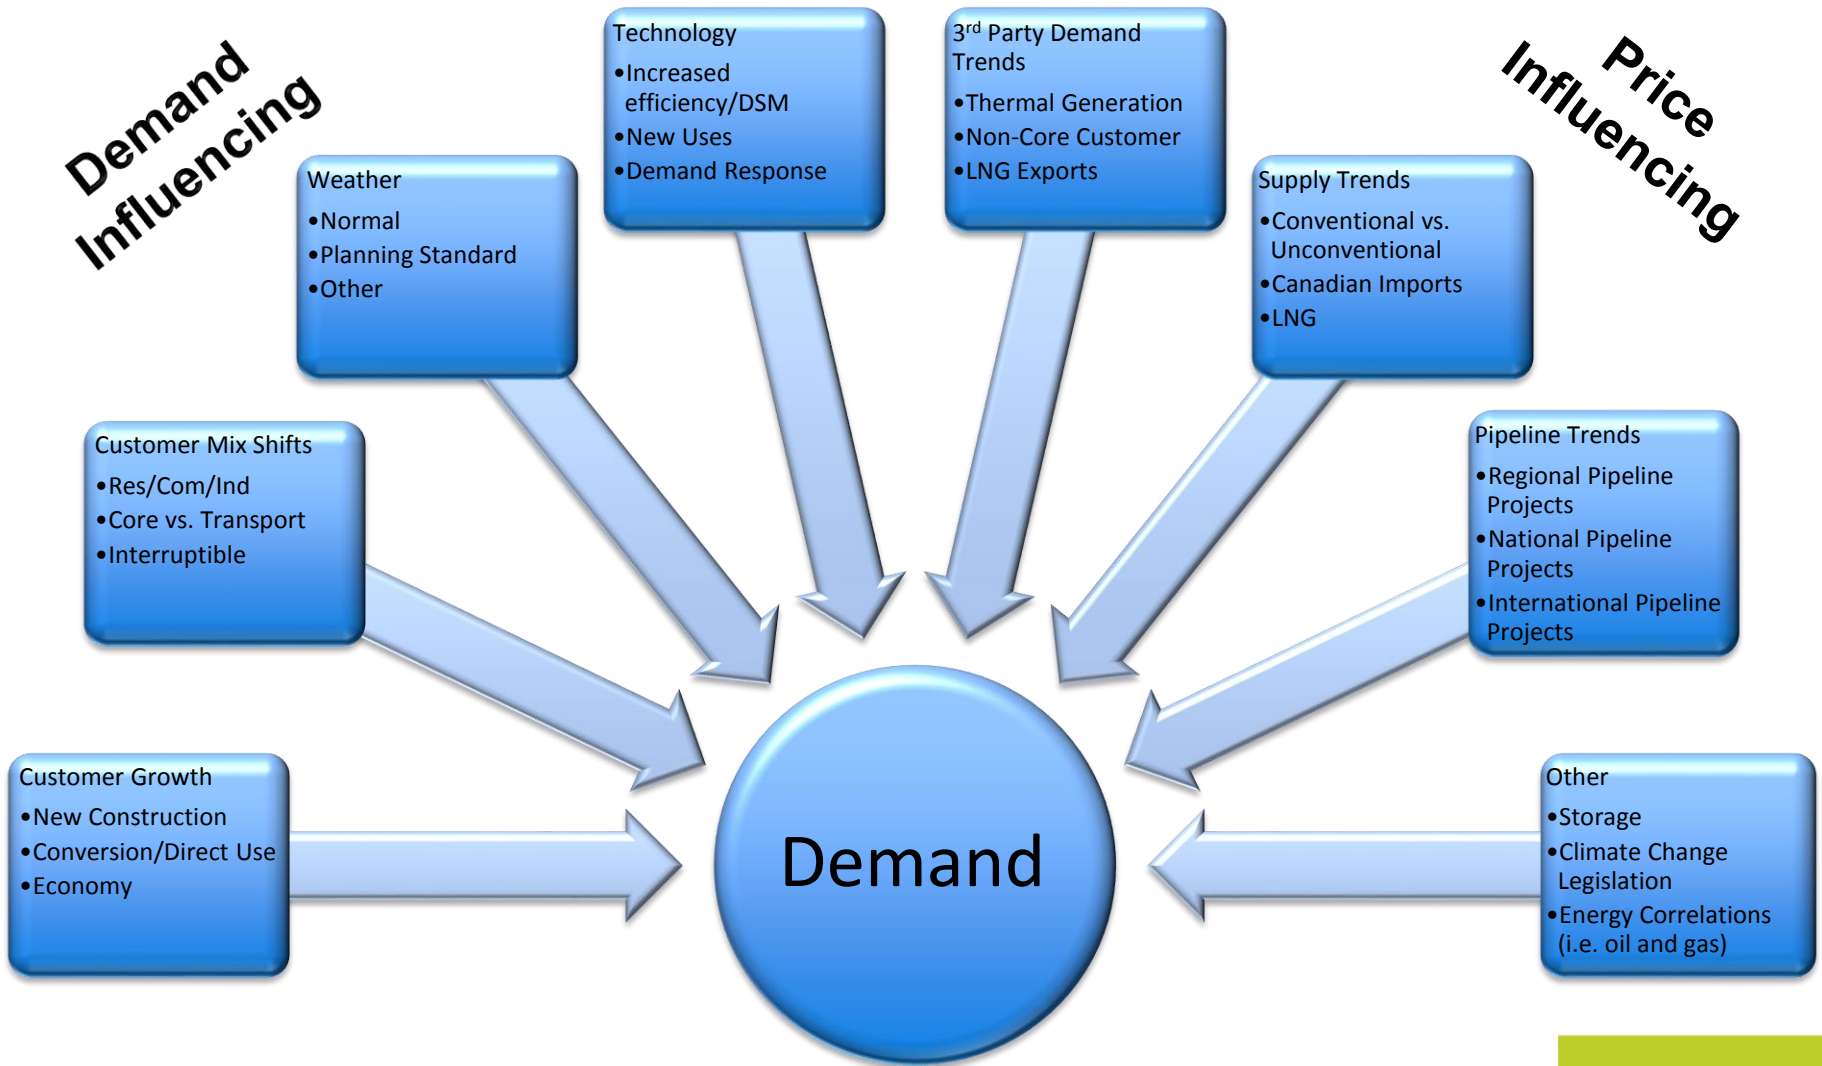 Demand
Influencing
Price
Influencing
Technology
•Increased
efficiency/DSM
•New Uses
•Demand Response
3rd Party Demand
Trends
•Thermal Generation
•Non-Core Customer
•LNG Exports
Weather
•Normal
•Planning Standard
•Other
Supply Trends
•Conventional vs.
Unconventional
•Canadian Imports
•LNG
Customer Mix Shifts
•Res/Com/Ind
•Core vs. Transport
•Interruptible
Pipeline Trends
•Regional Pipeline
Projects
•National Pipeline
Projects
•International Pipeline
Projects
Customer Growth
•New Construction
•Conversion/Direct Use
•Economy
Other
•Storage
•Climate Change
Legislation
•Energy Correlations
(i.e. oil and gas)
Demand